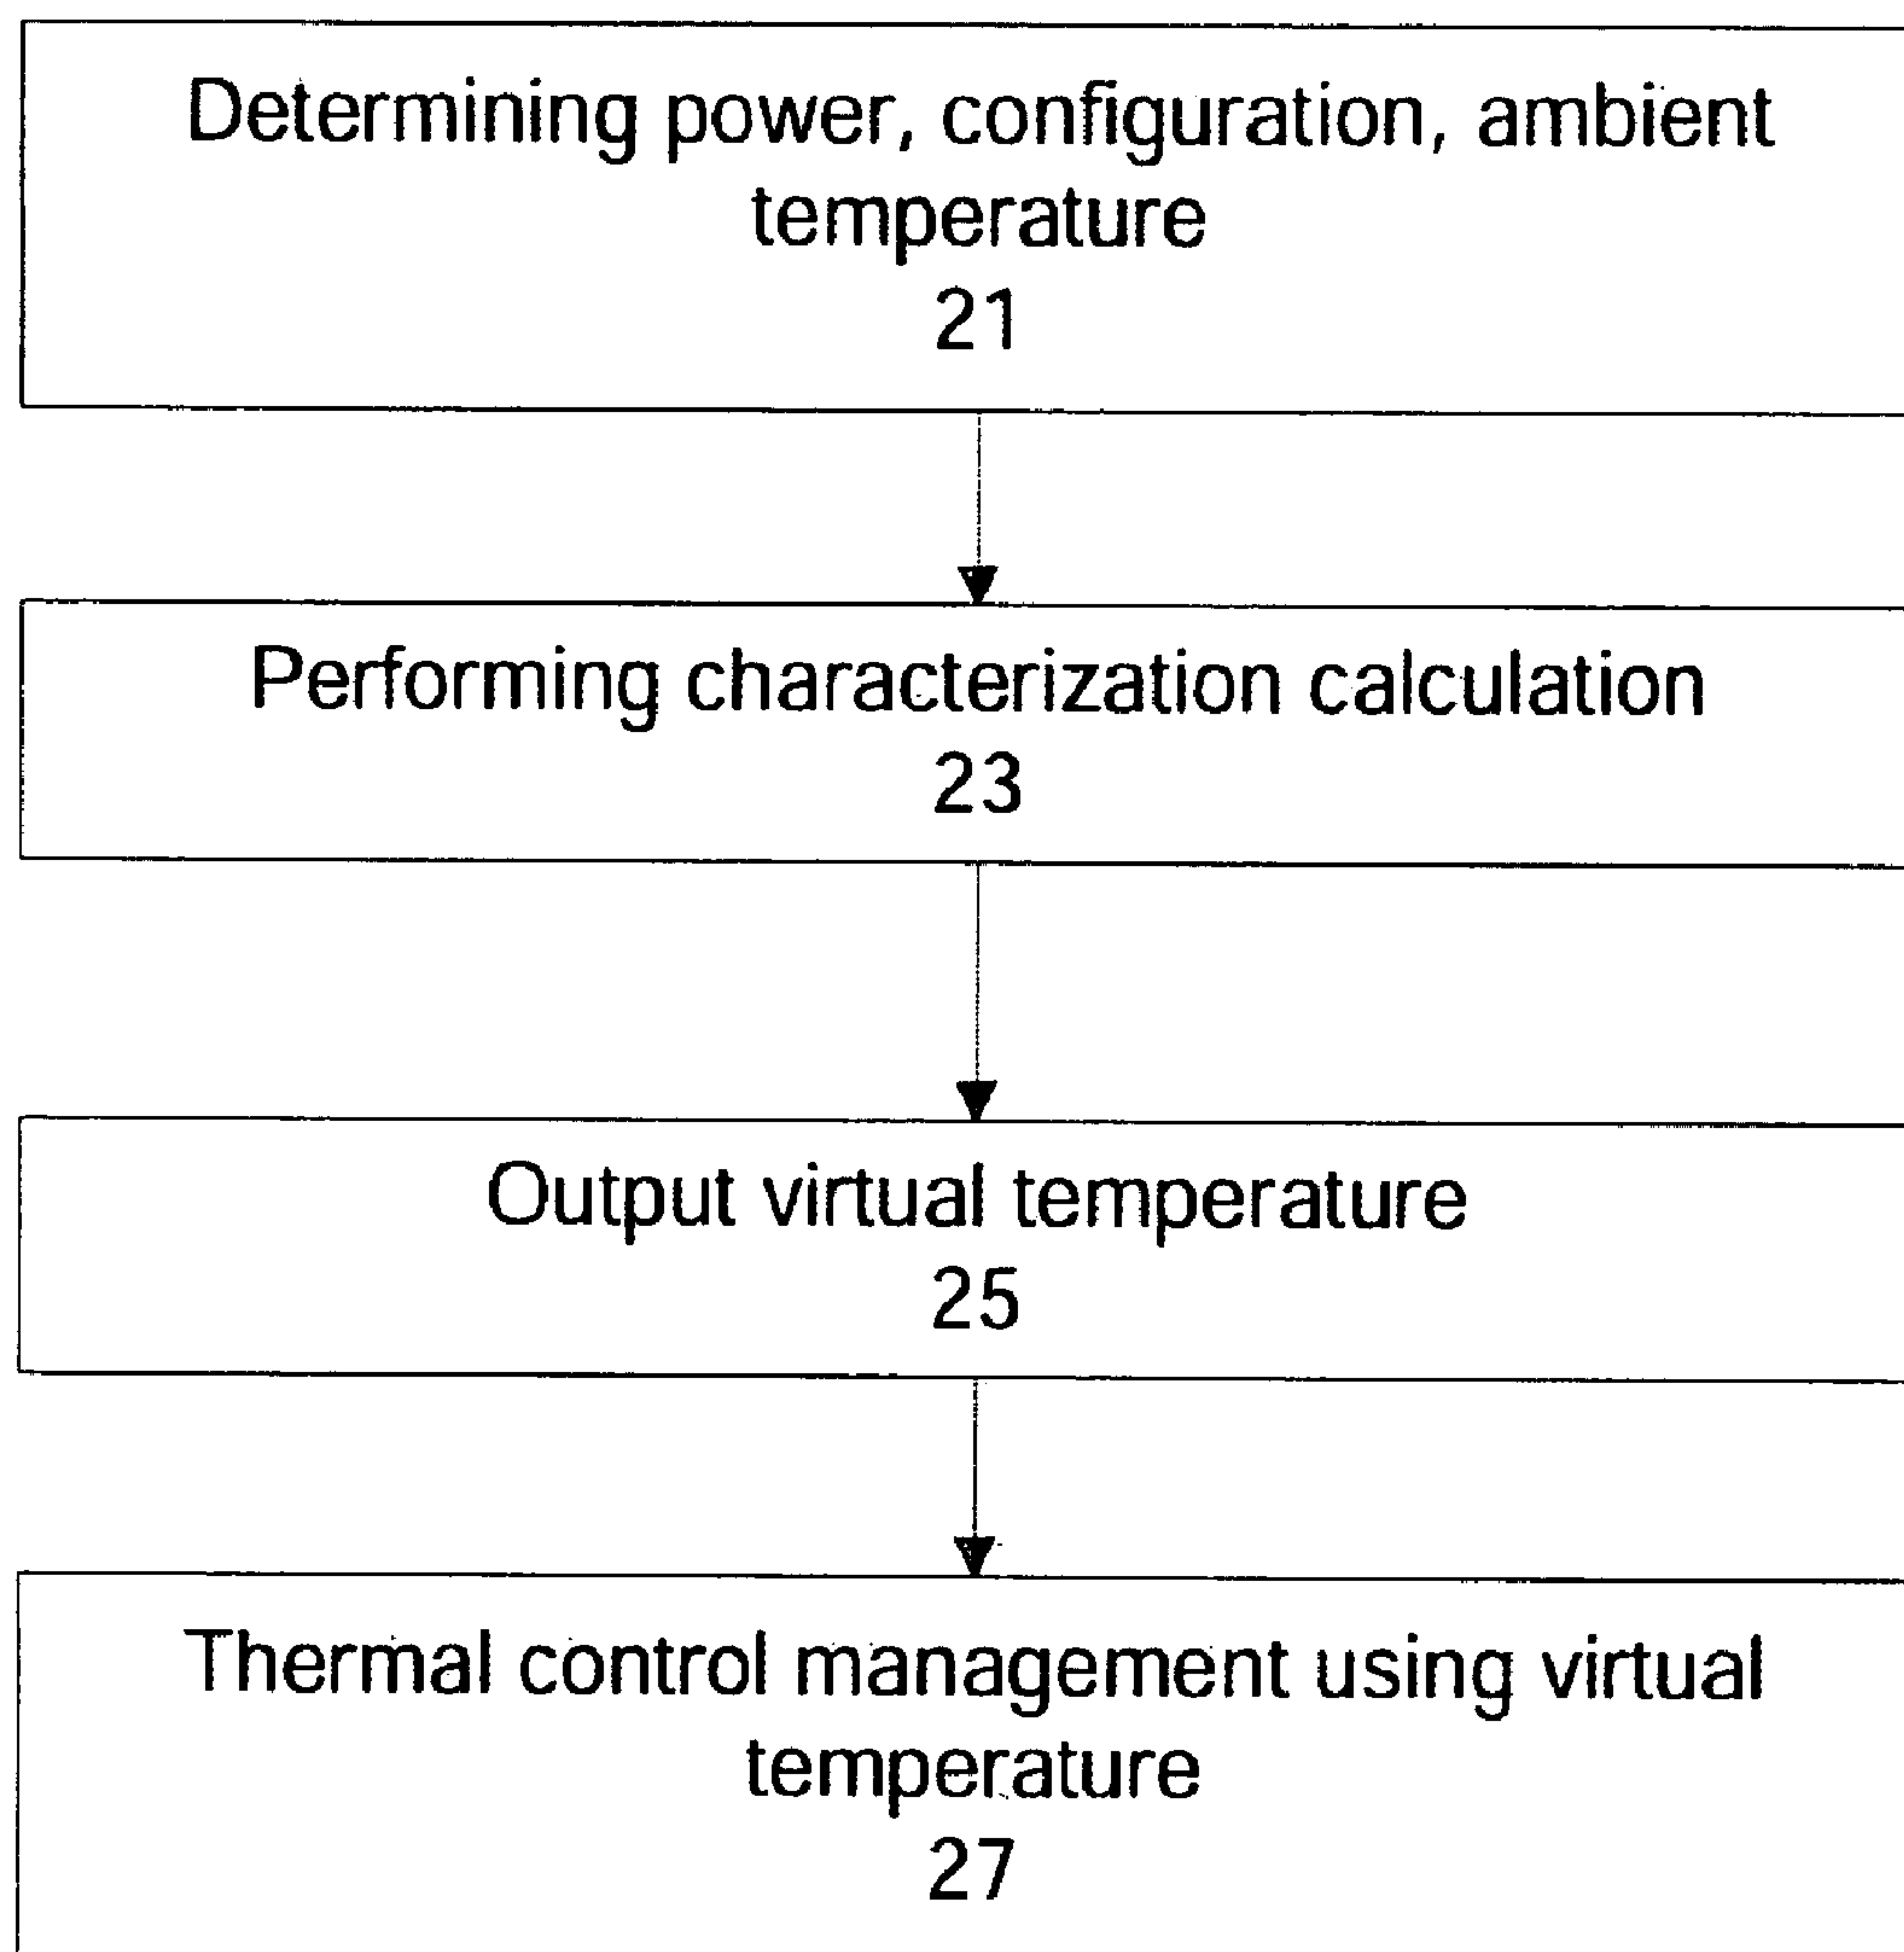 Determining power, configuration, ambient
temperature
21
Performing characterization calculation
23
Output virtual temperature
25
Thermal control management using virtual
temperature
27